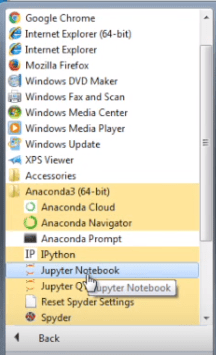 Google Chrome
Internet Explorer (64-bit)
Internet Explorer
Mozilla Firefox
Windows DVD Maker
Windows Fax and Scan
Windows Media Center
Windows Media Player
Windows Update
XPS Viewer
Accessories
Anaconda3 (64-bit)
Anaconda Cloud
Anaconda Navigator
Anaconda Prompt
IP IPython
Jupyter Notebook
Jupyter Q
Jupyter Notebook
Reset Spyder Settings
Spyder
Back